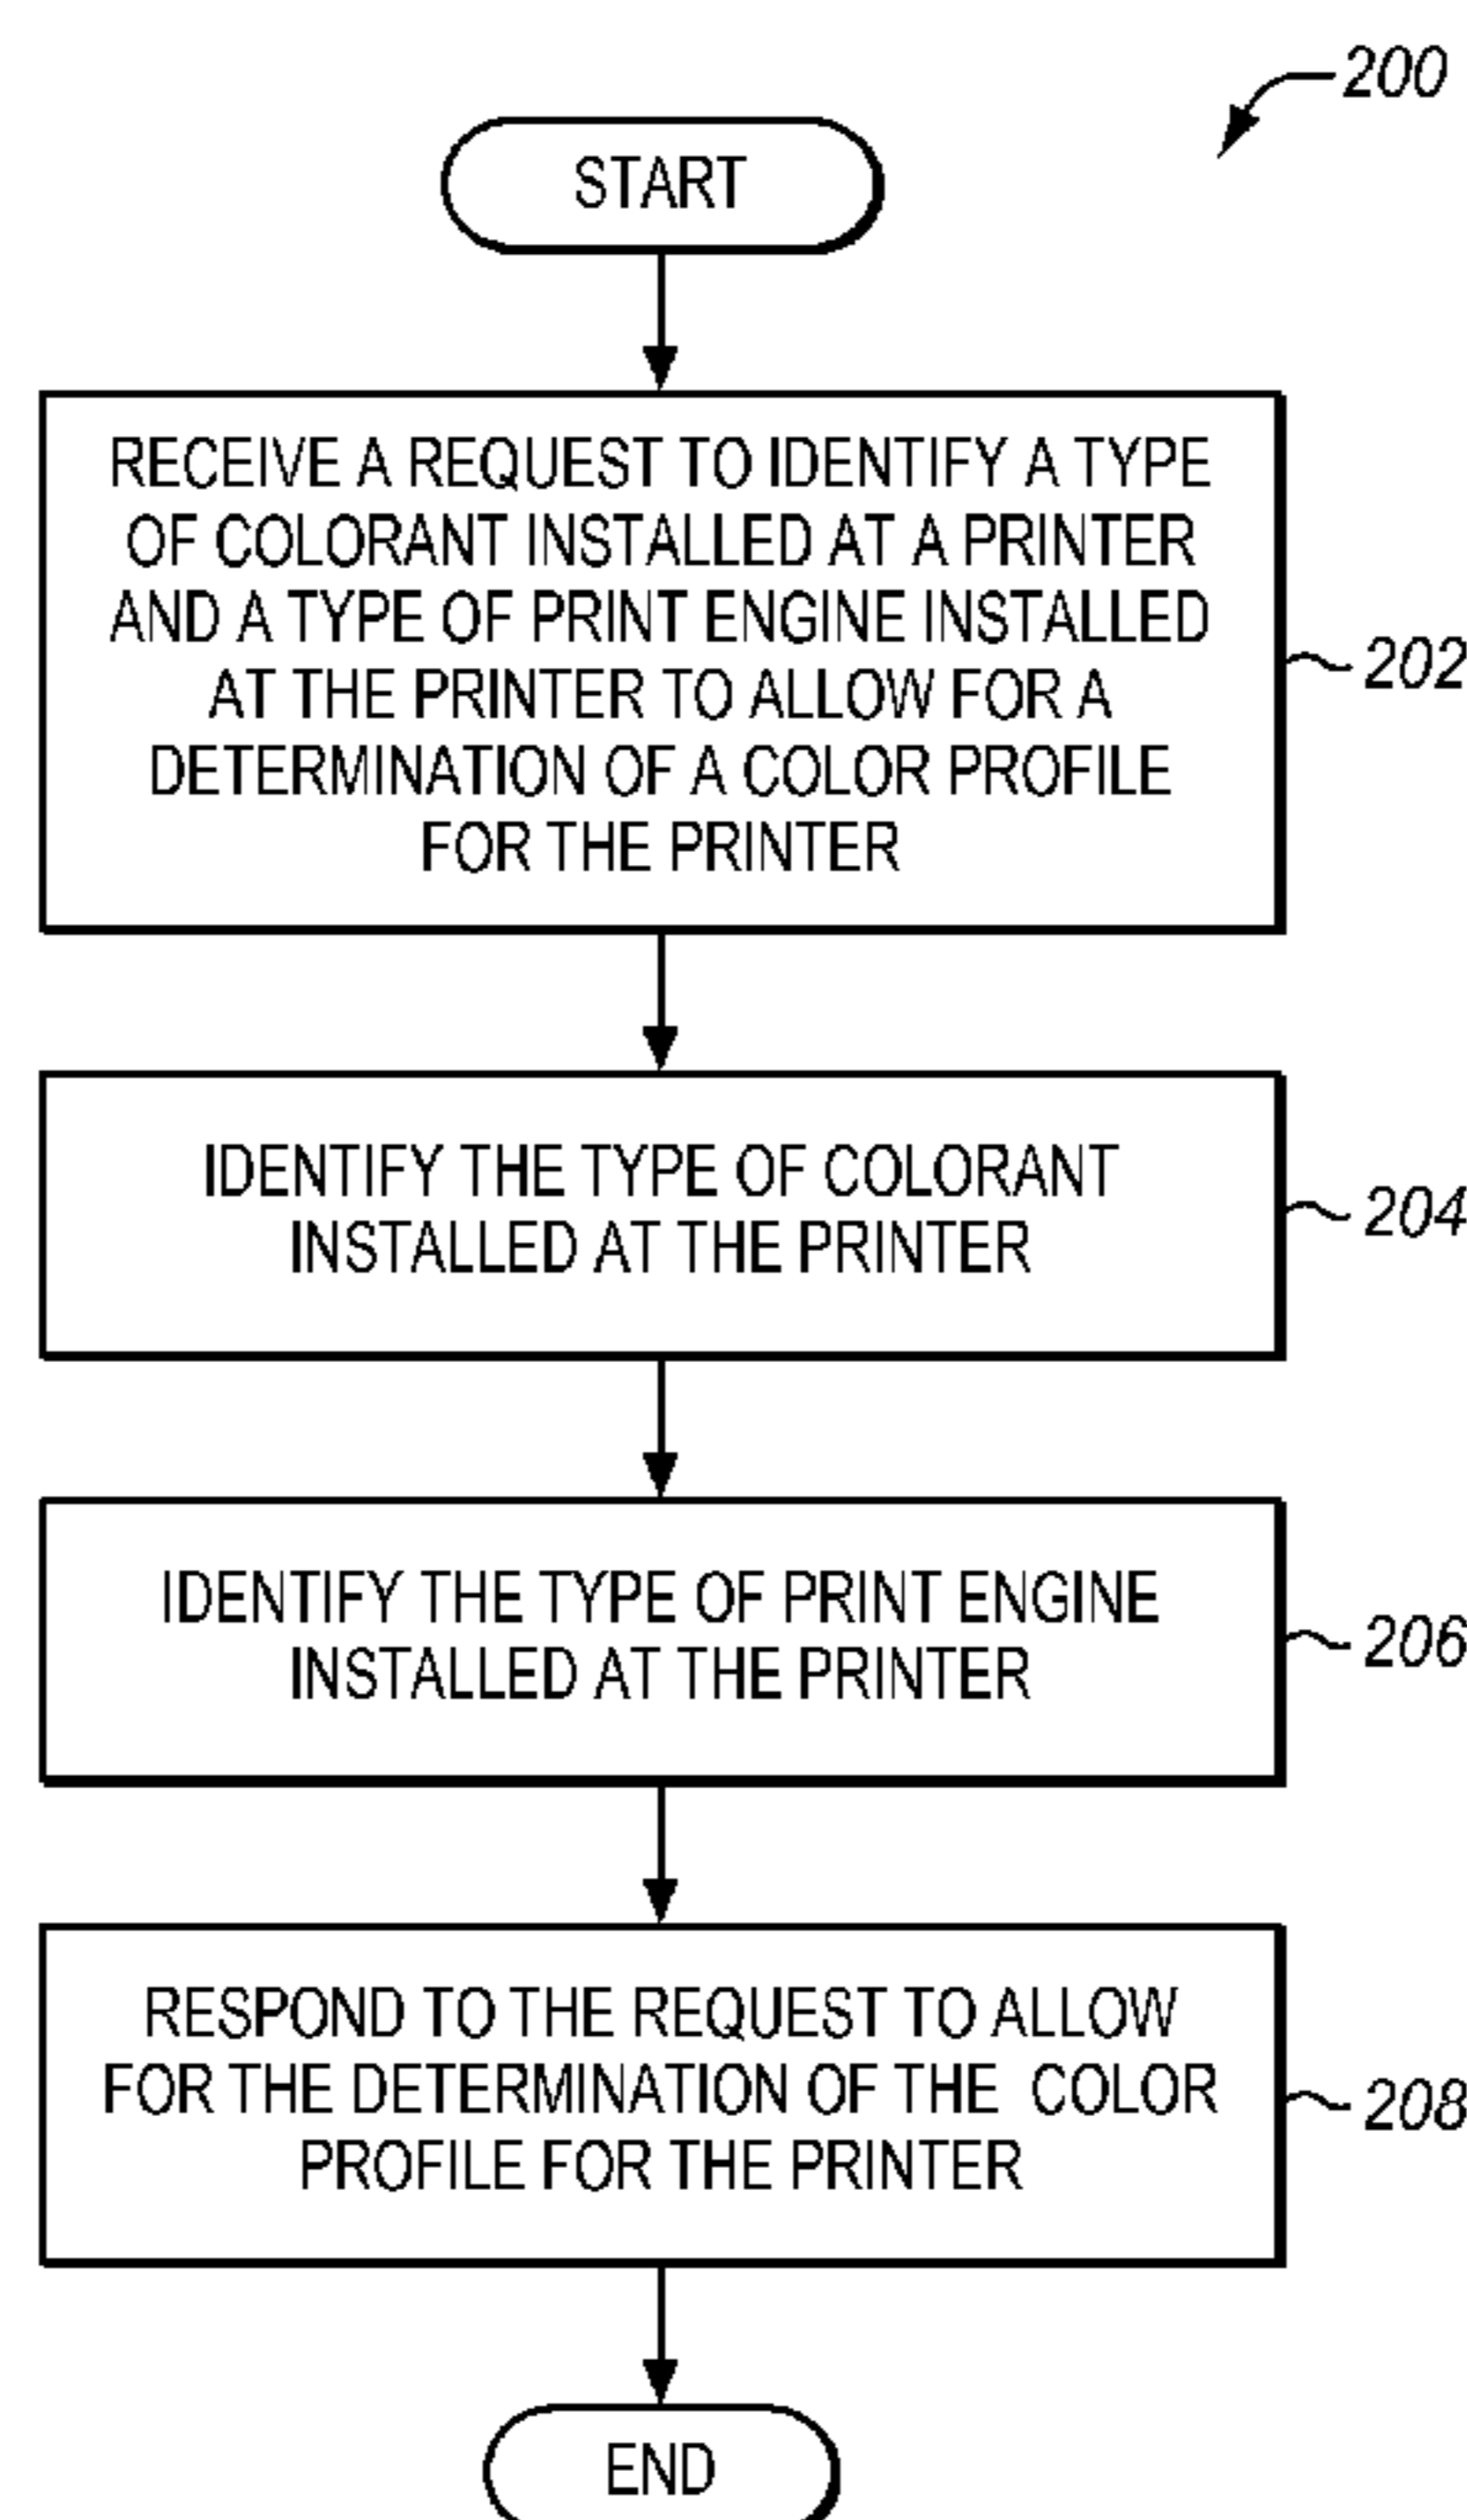 200
START
RECEIVE A REQUEST TO IDENTIFY A TYPE
OF COLORANT INSTALLED AT A PRINTER
AND A TYPE OF PRINT ENGINE INSTALLED
AT THE PRINTER TO ALLOW FOR A
DETERMINATION OF A COLOR PROFILE
FOR THE PRINTER
202
IDENTIFY THE TYPE OF COLORANT
INSTALLED AT THE PRINTER
204
IDENTIFY THE TYPE OF PRINT ENGINE
INSTALLED AT THE PRINTER
206
RESPOND TO THE REQUEST TO ALLOW
FOR THE DETERMINATION OF THE COLOR
PROFILE FOR THE PRINTER
208
END